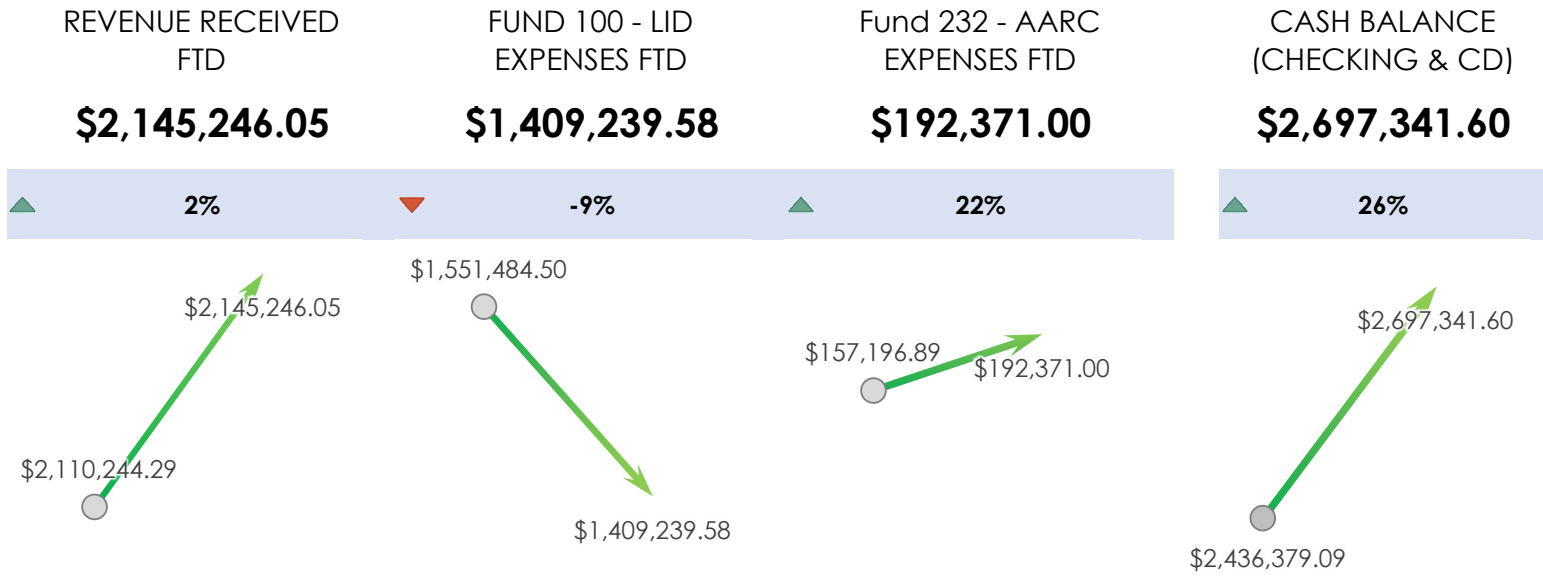 REVENUE RECEIVED
FTD
$2,145,246.05
2%
$2,145,246.05
$2,110,244.29
FUND 100 - LID
EXPENSES FTD
$1,409,239.58
-9%
$1,551,484.50
$1,409,239.58
Fund 232 - AARC
EXPENSES FTD
$192,371.00
22%
$157,196.89
$192,371.00
CASH BALANCE
(CHECKING & CD)
$2,697,341.60
26%
$2,697,341.60
$2,436,379.09